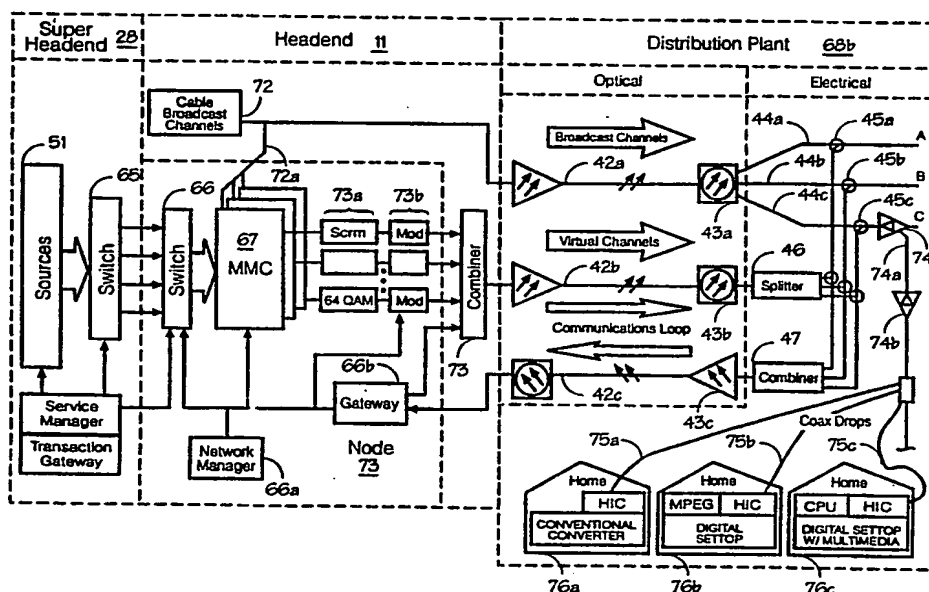 Super Headend 28
Headend 11
Distribution Plant 68b
Optical
Electrical
72
Cable Broadcast Channels
51
65
66
72a
67
MMC
73a
73b
Scrm
Mod
64 QAM
Mod
Sources
Switch
Switch
Combiner
73
66b
Gateway
Service Manager
Transaction Gateway
Network Manager
66a
Node 73
Broadcast Channels
42a
43a
44a
44b
44c
45a
45b
45c
A
B
C
Virtual Channels
42b
43b
46
Splitter
Communications Loop
42c
43c
47
Combiner
74
74a
74b
Coax Drops
75a
75b
75c
Home
HIC
CONVENTIONAL CONVERTER
76a
Home
MPEG
HIC
DIGITAL SETTOP
76b
Home
CPU
HIC
DIGITAL SETTOP W/ MULTIMEDIA
76c